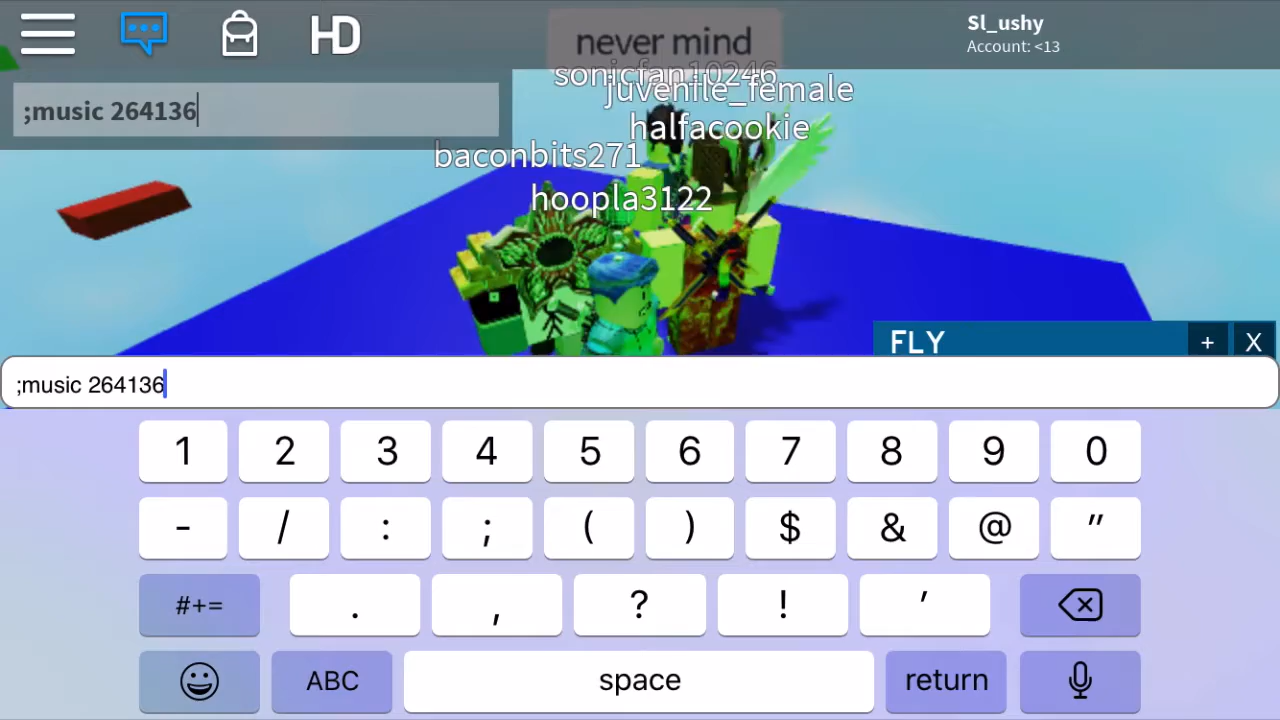 HD
never mind
Sl_ushy
Account: <13
;music 264136
sonicfan10246
juvenile_female
halfacookie
baconbits271
hoopla3122
FLY + X
;music 264136
1 2 3 4 5 6 7 8 9 0
- / : ; ( ) $ & @ "
#+= . , ? ! '
ABC space return